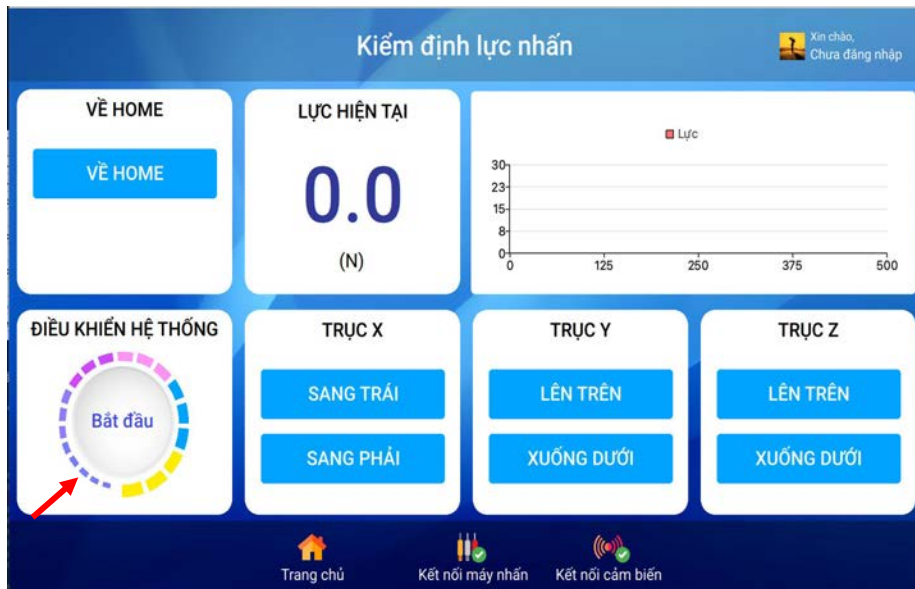 Kiểm định lực nhấn
Xin chào,
Chưa đăng nhập
VỀ HOME
VỀ HOME
LỰC HIỆN TẠI
0.0
(N)
Lực
30
23
15
8
0
0 125 250 375 500
ĐIỀU KHIỂN HỆ THỐNG
Bắt đầu
TRỤC X
SANG TRÁI
SANG PHẢI
TRỤC Y
LÊN TRÊN
XUỐNG DƯỚI
TRỤC Z
LÊN TRÊN
XUỐNG DƯỚI
Trang chủ
Kết nối máy nhấn
Kết nối cảm biến